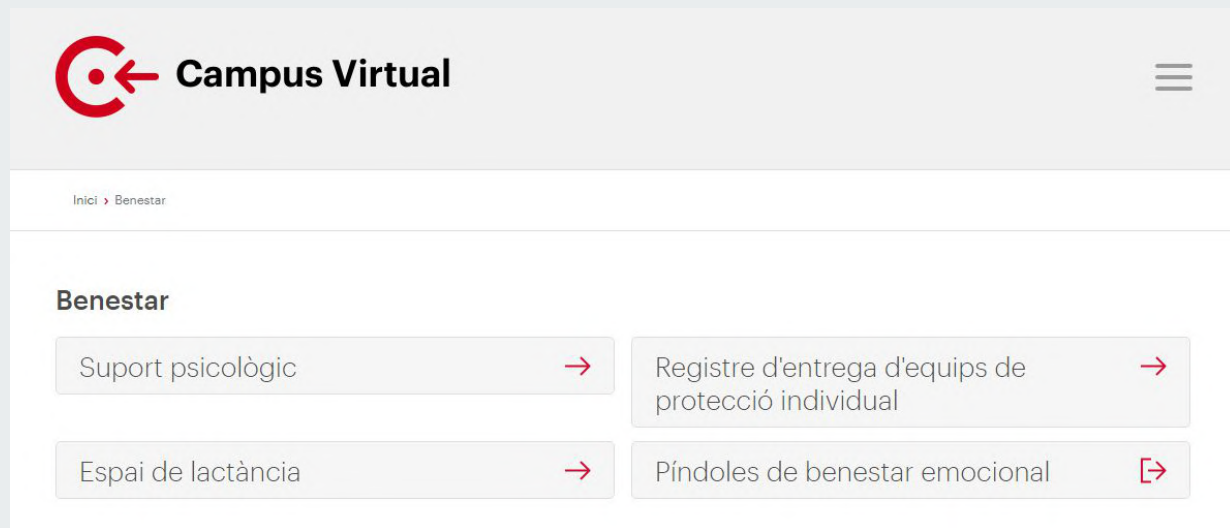 Campus Virtual
Inici › Benestar
Benestar
Suport psicològic
Registre d'entrega d'equips de
protecció individual
Espai de lactància
Píndoles de benestar emocional